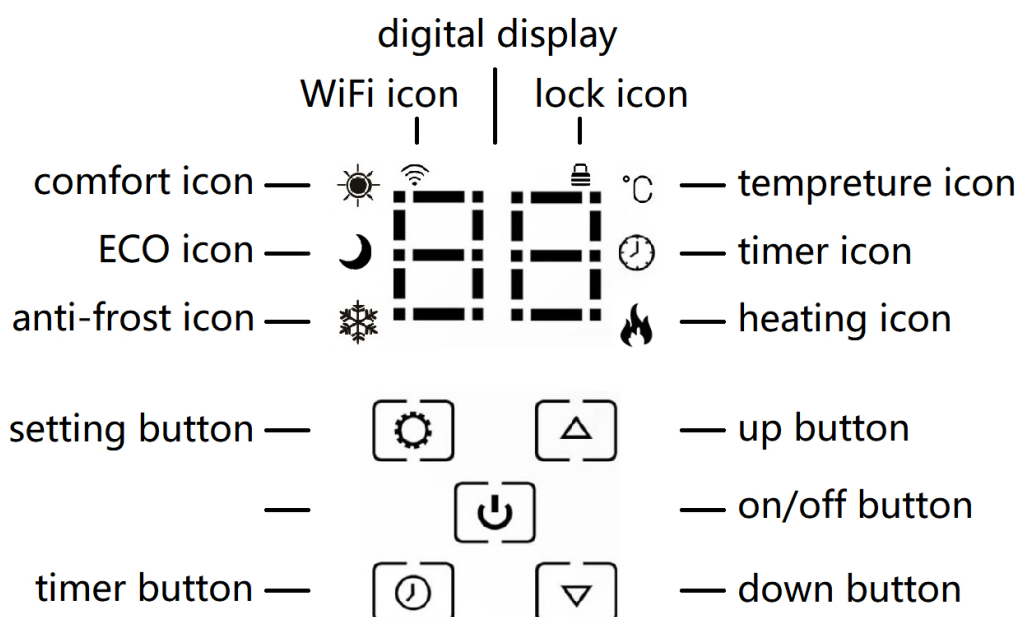 digital display
WiFi icon lock icon
comfort icon °C tempreture icon
ECO icon timer icon
anti-frost icon 88 heating icon
setting button up button
on/off button
timer button down button